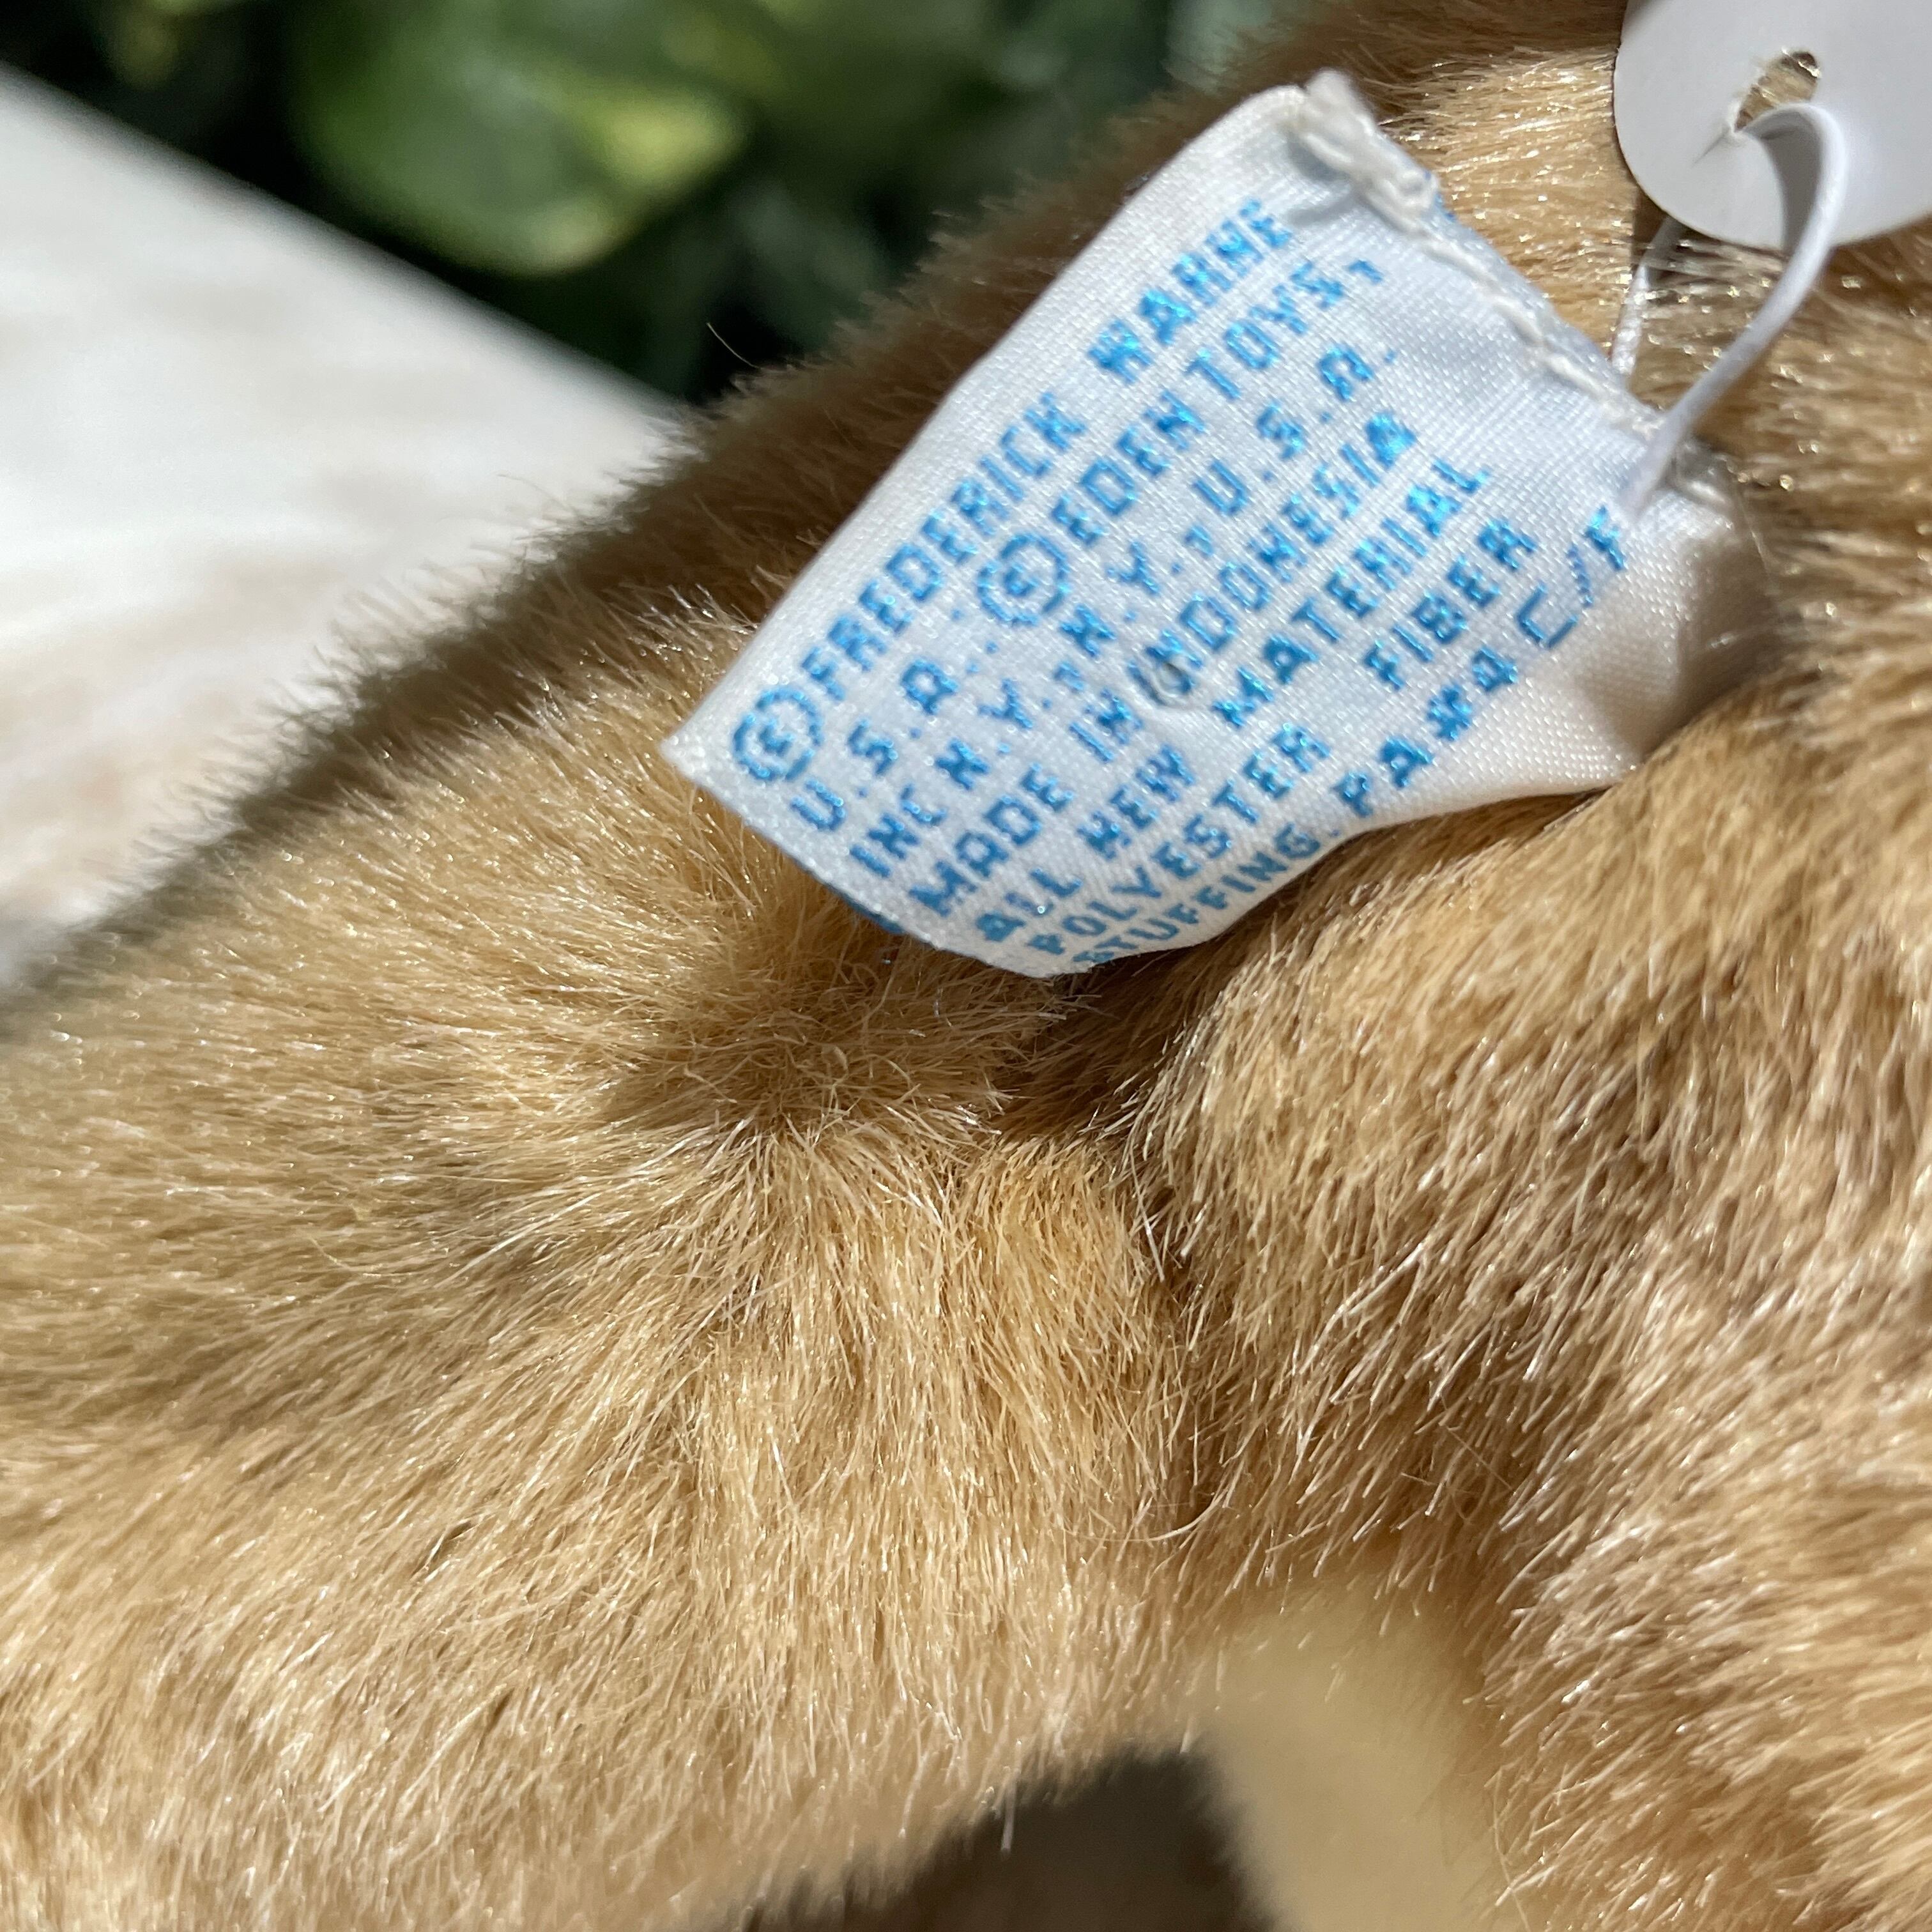 ©FREDERICK WARNE
U.S.A. ©EDEN TOYS,
INC N.Y., N.Y., U.S.A.
MADE IN INDONESIA
ALL NEW MATERIAL
POLYESTER FIBER
STUFFING. PA#4